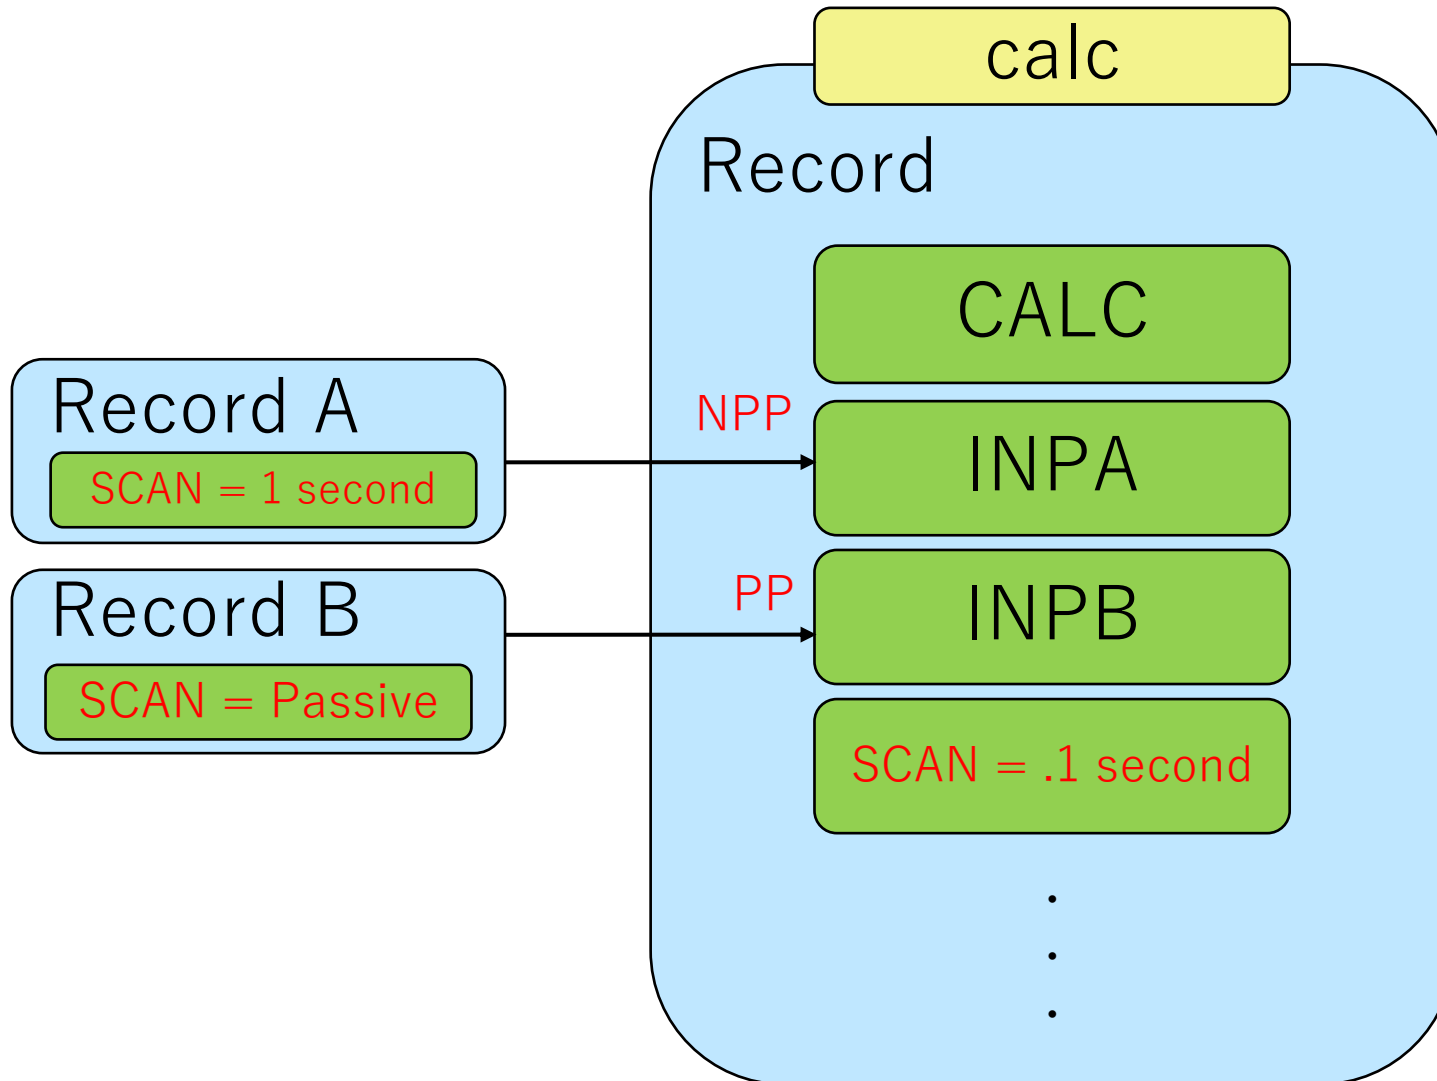 calc
Record
CALC
Record A
NPP
INPA
SCAN = 1 second
Record B
PP
INPB
SCAN = Passive
SCAN = .1 second
.
.
.